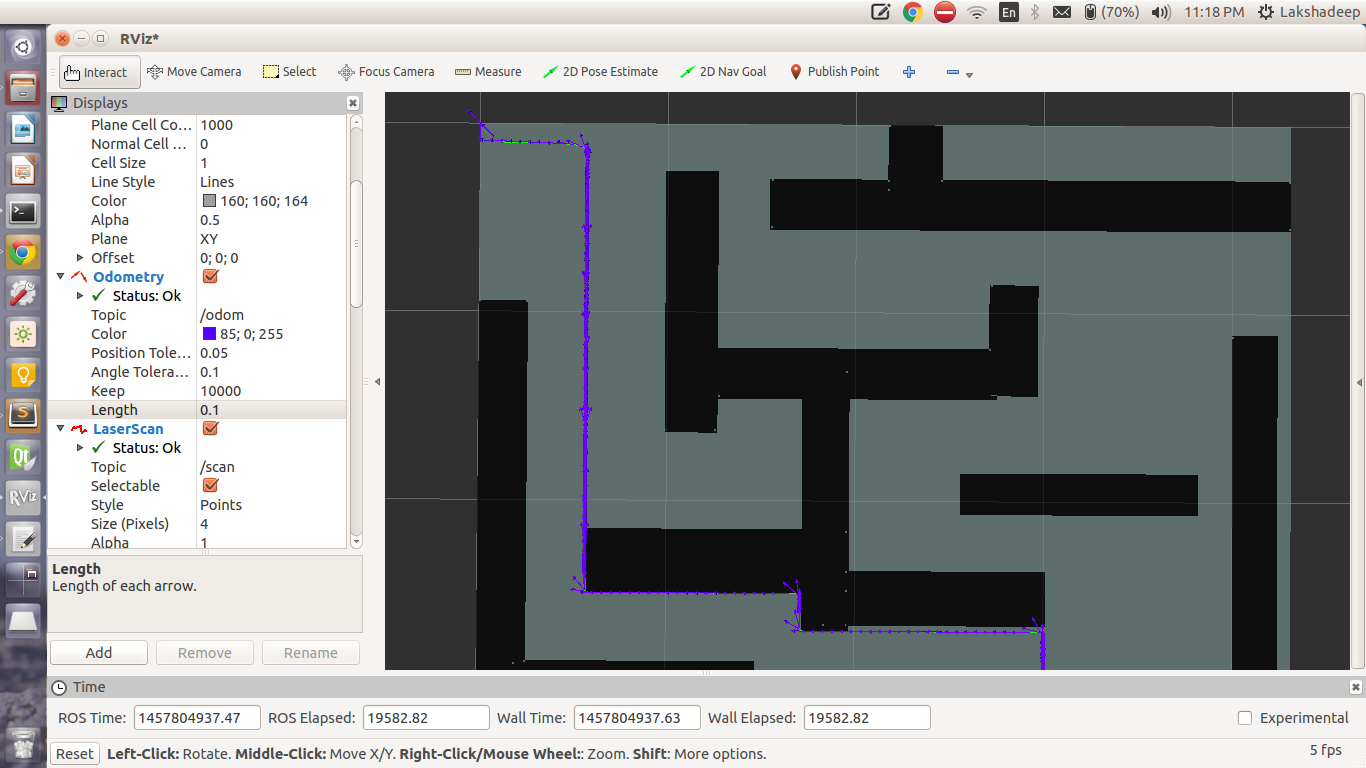 En (70%) 11:18 PM Lakshadeep
RViz*
Interact Move Camera Select Focus Camera Measure 2D Pose Estimate 2D Nav Goal Publish Point
Displays
Plane Cell Co... 1000
Normal Cell ... 0
Cell Size 1
Line Style Lines
Color 160; 160; 164
Alpha 0.5
Plane XY
Offset 0; 0; 0
Odometry
Status: Ok
Topic /odom
Color 85; 0; 255
Position Tole... 0.05
Angle Tolera... 0.1
Keep 10000
Length 0.1
LaserScan
Status: Ok
Topic /scan
Selectable
Style Points
Size (Pixels) 4
Alpha 1
Length
Length of each arrow.
Add Remove Rename
Time
ROS Time: 1457804937.47 ROS Elapsed: 19582.82 Wall Time: 1457804937.63 Wall Elapsed: 19582.82 Experimental
Reset Left-Click: Rotate. Middle-Click: Move X/Y. Right-Click/Mouse Wheel:: Zoom. Shift: More options. 5 fps
S
Qt
RViz